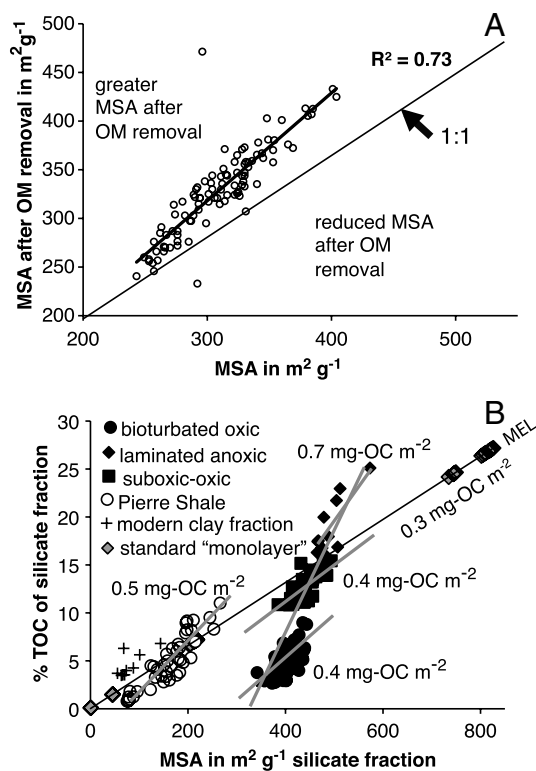 A
500
450
400
350
300
250
200
MSA after OM removal in m²g⁻¹
greater
MSA after
OM removal
R² = 0.73
1:1
reduced MSA
after OM
removal
200
300
400
500
MSA in m² g⁻¹
B
30
25
20
15
10
5
0
% TOC of silicate fraction
bioturbated oxic
laminated anoxic
suboxic-oxic
Pierre Shale
modern clay fraction
standard "monolayer"
0.7 mg-OC m⁻²
MEL
0.3 mg-OC m⁻²
0.5 mg-OC m⁻²
0.4 mg-OC m⁻²
0.4 mg-OC m⁻²
0
200
400
600
800
MSA in m² g⁻¹ silicate fraction